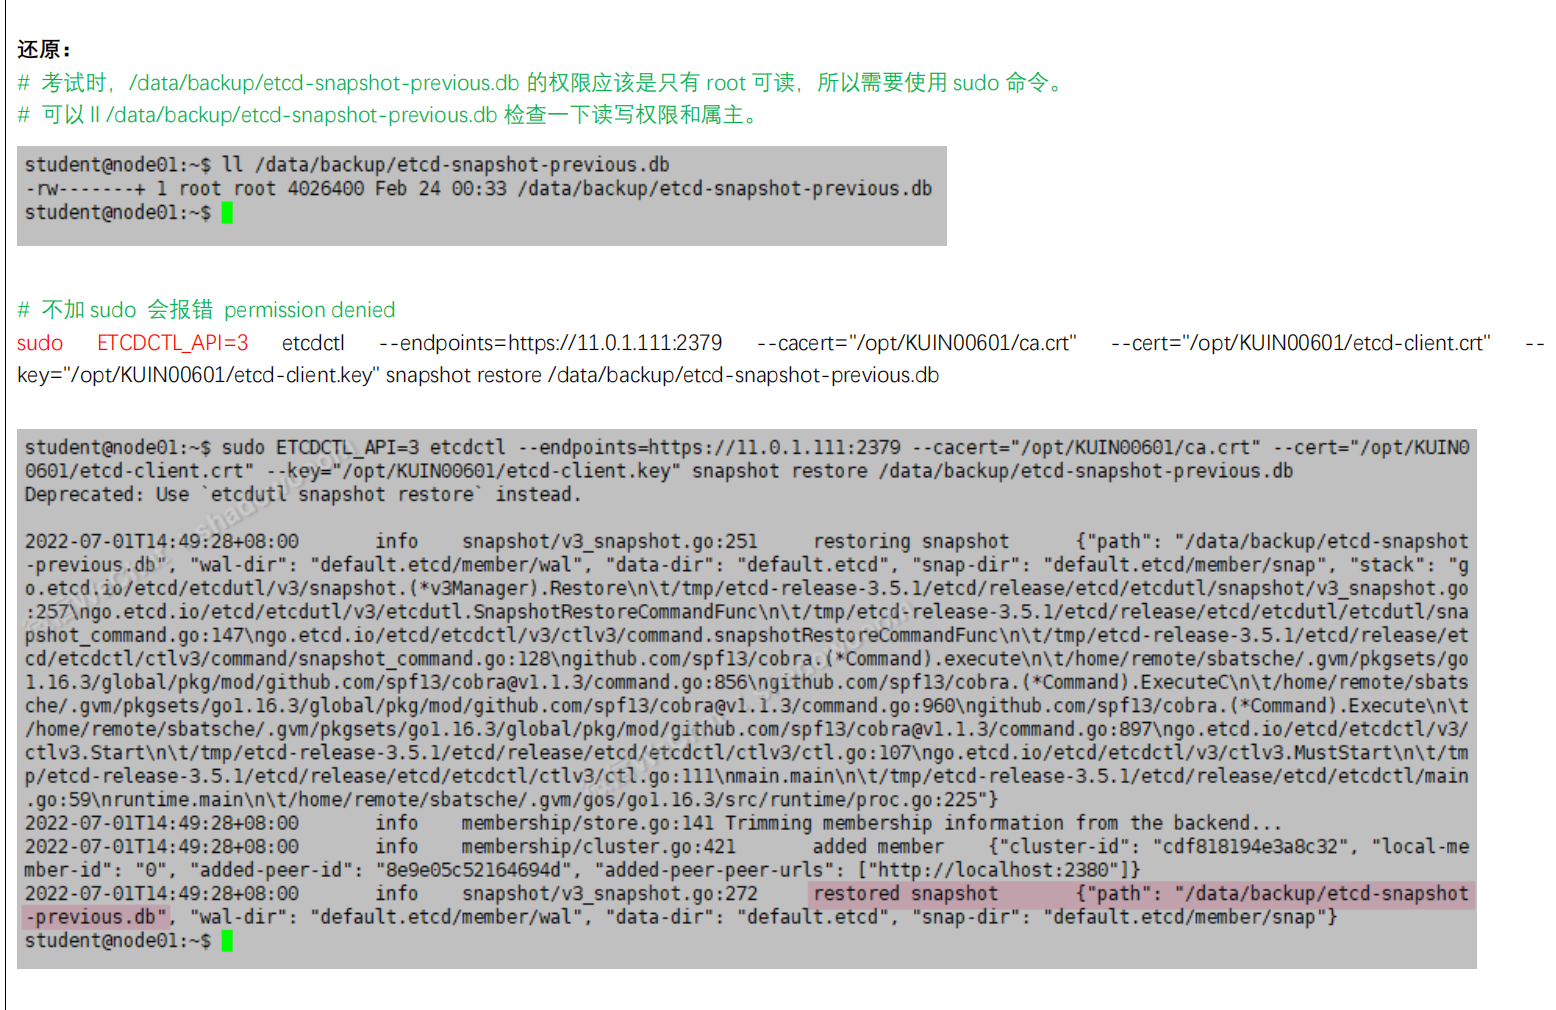 还原：
# 考试时，/data/backup/etcd-snapshot-previous.db 的权限应该是只有 root 可读，所以需要使用 sudo 命令。
# 可以 ll /data/backup/etcd-snapshot-previous.db 检查一下读写权限和属主。
student@node01:~$ ll /data/backup/etcd-snapshot-previous.db
-rw-------+ 1 root root 4026400 Feb 24 00:33 /data/backup/etcd-snapshot-previous.db
student@node01:~$
# 不加 sudo 会报错 permission denied
sudo ETCDCTL_API=3 etcdctl --endpoints=https://11.0.1.111:2379 --cacert="/opt/KUIN00601/ca.crt" --cert="/opt/KUIN00601/etcd-client.crt" --
key="/opt/KUIN00601/etcd-client.key" snapshot restore /data/backup/etcd-snapshot-previous.db
student@node01:~$ sudo ETCDCTL_API=3 etcdctl --endpoints=https://11.0.1.111:2379 --cacert="/opt/KUIN00601/ca.crt" --cert="/opt/KUIN0
0601/etcd-client.crt" --key="/opt/KUIN00601/etcd-client.key" snapshot restore /data/backup/etcd-snapshot-previous.db
Deprecated: Use `etcdutl snapshot restore` instead.
2022-07-01T14:49:28+08:00 info snapshot/v3_snapshot.go:251 restoring snapshot {"path": "/data/backup/etcd-snapshot
-previous.db", "wal-dir": "default.etcd/member/wal", "data-dir": "default.etcd", "snap-dir": "default.etcd/member/snap", "stack": "g
o.etcd.io/etcd/etcdutl/v3/snapshot.(*v3Manager).Restore\n\t/tmp/etcd-release-3.5.1/etcd/release/etcd/etcdutl/snapshot/v3_snapshot.go
:257\ngo.etcd.io/etcd/etcdutl/v3/etcdutl.SnapshotRestoreCommandFunc\n\t/tmp/etcd-release-3.5.1/etcd/release/etcd/etcdutl/etcdutl/sna
pshot_command.go:147\ngo.etcd.io/etcd/etcdctl/v3/ctlv3/command.snapshotRestoreCommandFunc\n\t/tmp/etcd-release-3.5.1/etcd/release/et
cd/etcdctl/ctlv3/command/snapshot_command.go:128\ngithub.com/spf13/cobra.(*Command).execute\n\t/home/remote/sbatsche/.gvm/pkgsets/go
1.16.3/global/pkg/mod/github.com/spf13/cobra@v1.1.3/command.go:856\ngithub.com/spf13/cobra.(*Command).ExecuteC\n\t/home/remote/sbats
che/.gvm/pkgsets/go1.16.3/global/pkg/mod/github.com/spf13/cobra@v1.1.3/command.go:960\ngithub.com/spf13/cobra.(*Command).Execute\n\t
/home/remote/sbatsche/.gvm/pkgsets/go1.16.3/global/pkg/mod/github.com/spf13/cobra@v1.1.3/command.go:897\ngo.etcd.io/etcd/etcdctl/v3/
ctlv3.Start\n\t/tmp/etcd-release-3.5.1/etcd/release/etcd/etcdctl/ctlv3/ctl.go:107\ngo.etcd.io/etcd/etcdctl/v3/ctlv3.MustStart\n\t/tm
p/etcd-release-3.5.1/etcd/release/etcd/etcdctl/ctlv3/ctl.go:111\nmain.main\n\t/tmp/etcd-release-3.5.1/etcd/release/etcd/etcdctl/main
.go:59\nruntime.main\n\t/home/remote/sbatsche/.gvm/gos/go1.16.3/src/runtime/proc.go:225"}
2022-07-01T14:49:28+08:00 info membership/store.go:141 Trimming membership information from the backend...
2022-07-01T14:49:28+08:00 info membership/cluster.go:421 added member {"cluster-id": "cdf818194e3a8c32", "local-me
mber-id": "0", "added-peer-id": "8e9e05c52164694d", "added-peer-peer-urls": ["http://localhost:2380"]}
2022-07-01T14:49:28+08:00 info snapshot/v3_snapshot.go:272 restored snapshot {"path": "/data/backup/etcd-snapshot
-previous.db", "wal-dir": "default.etcd/member/wal", "data-dir": "default.etcd", "snap-dir": "default.etcd/member/snap"}
student@node01:~$